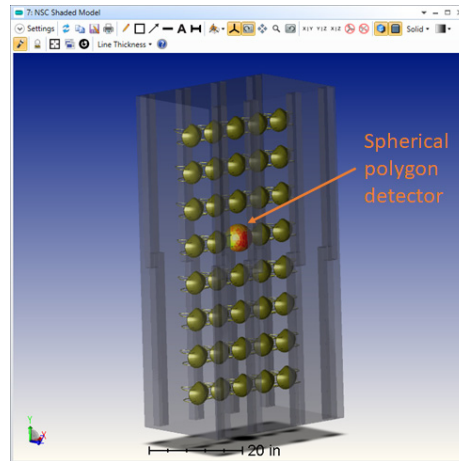 7: NSC Shaded Model
Settings
X|Y Y|Z X|Z
Solid
Line Thickness
Spherical
polygon
detector
Y
X
20 in